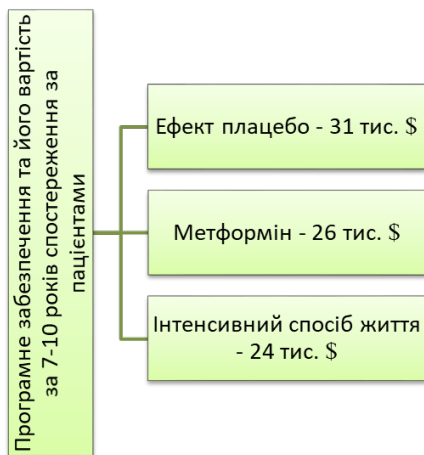 Програмне забезпечення та його вартість
за 7-10 років спостереження за
пацієнтами
Ефект плацебо - 31 тис. $
Метформін - 26 тис. $
Інтенсивний спосіб життя
- 24 тис. $